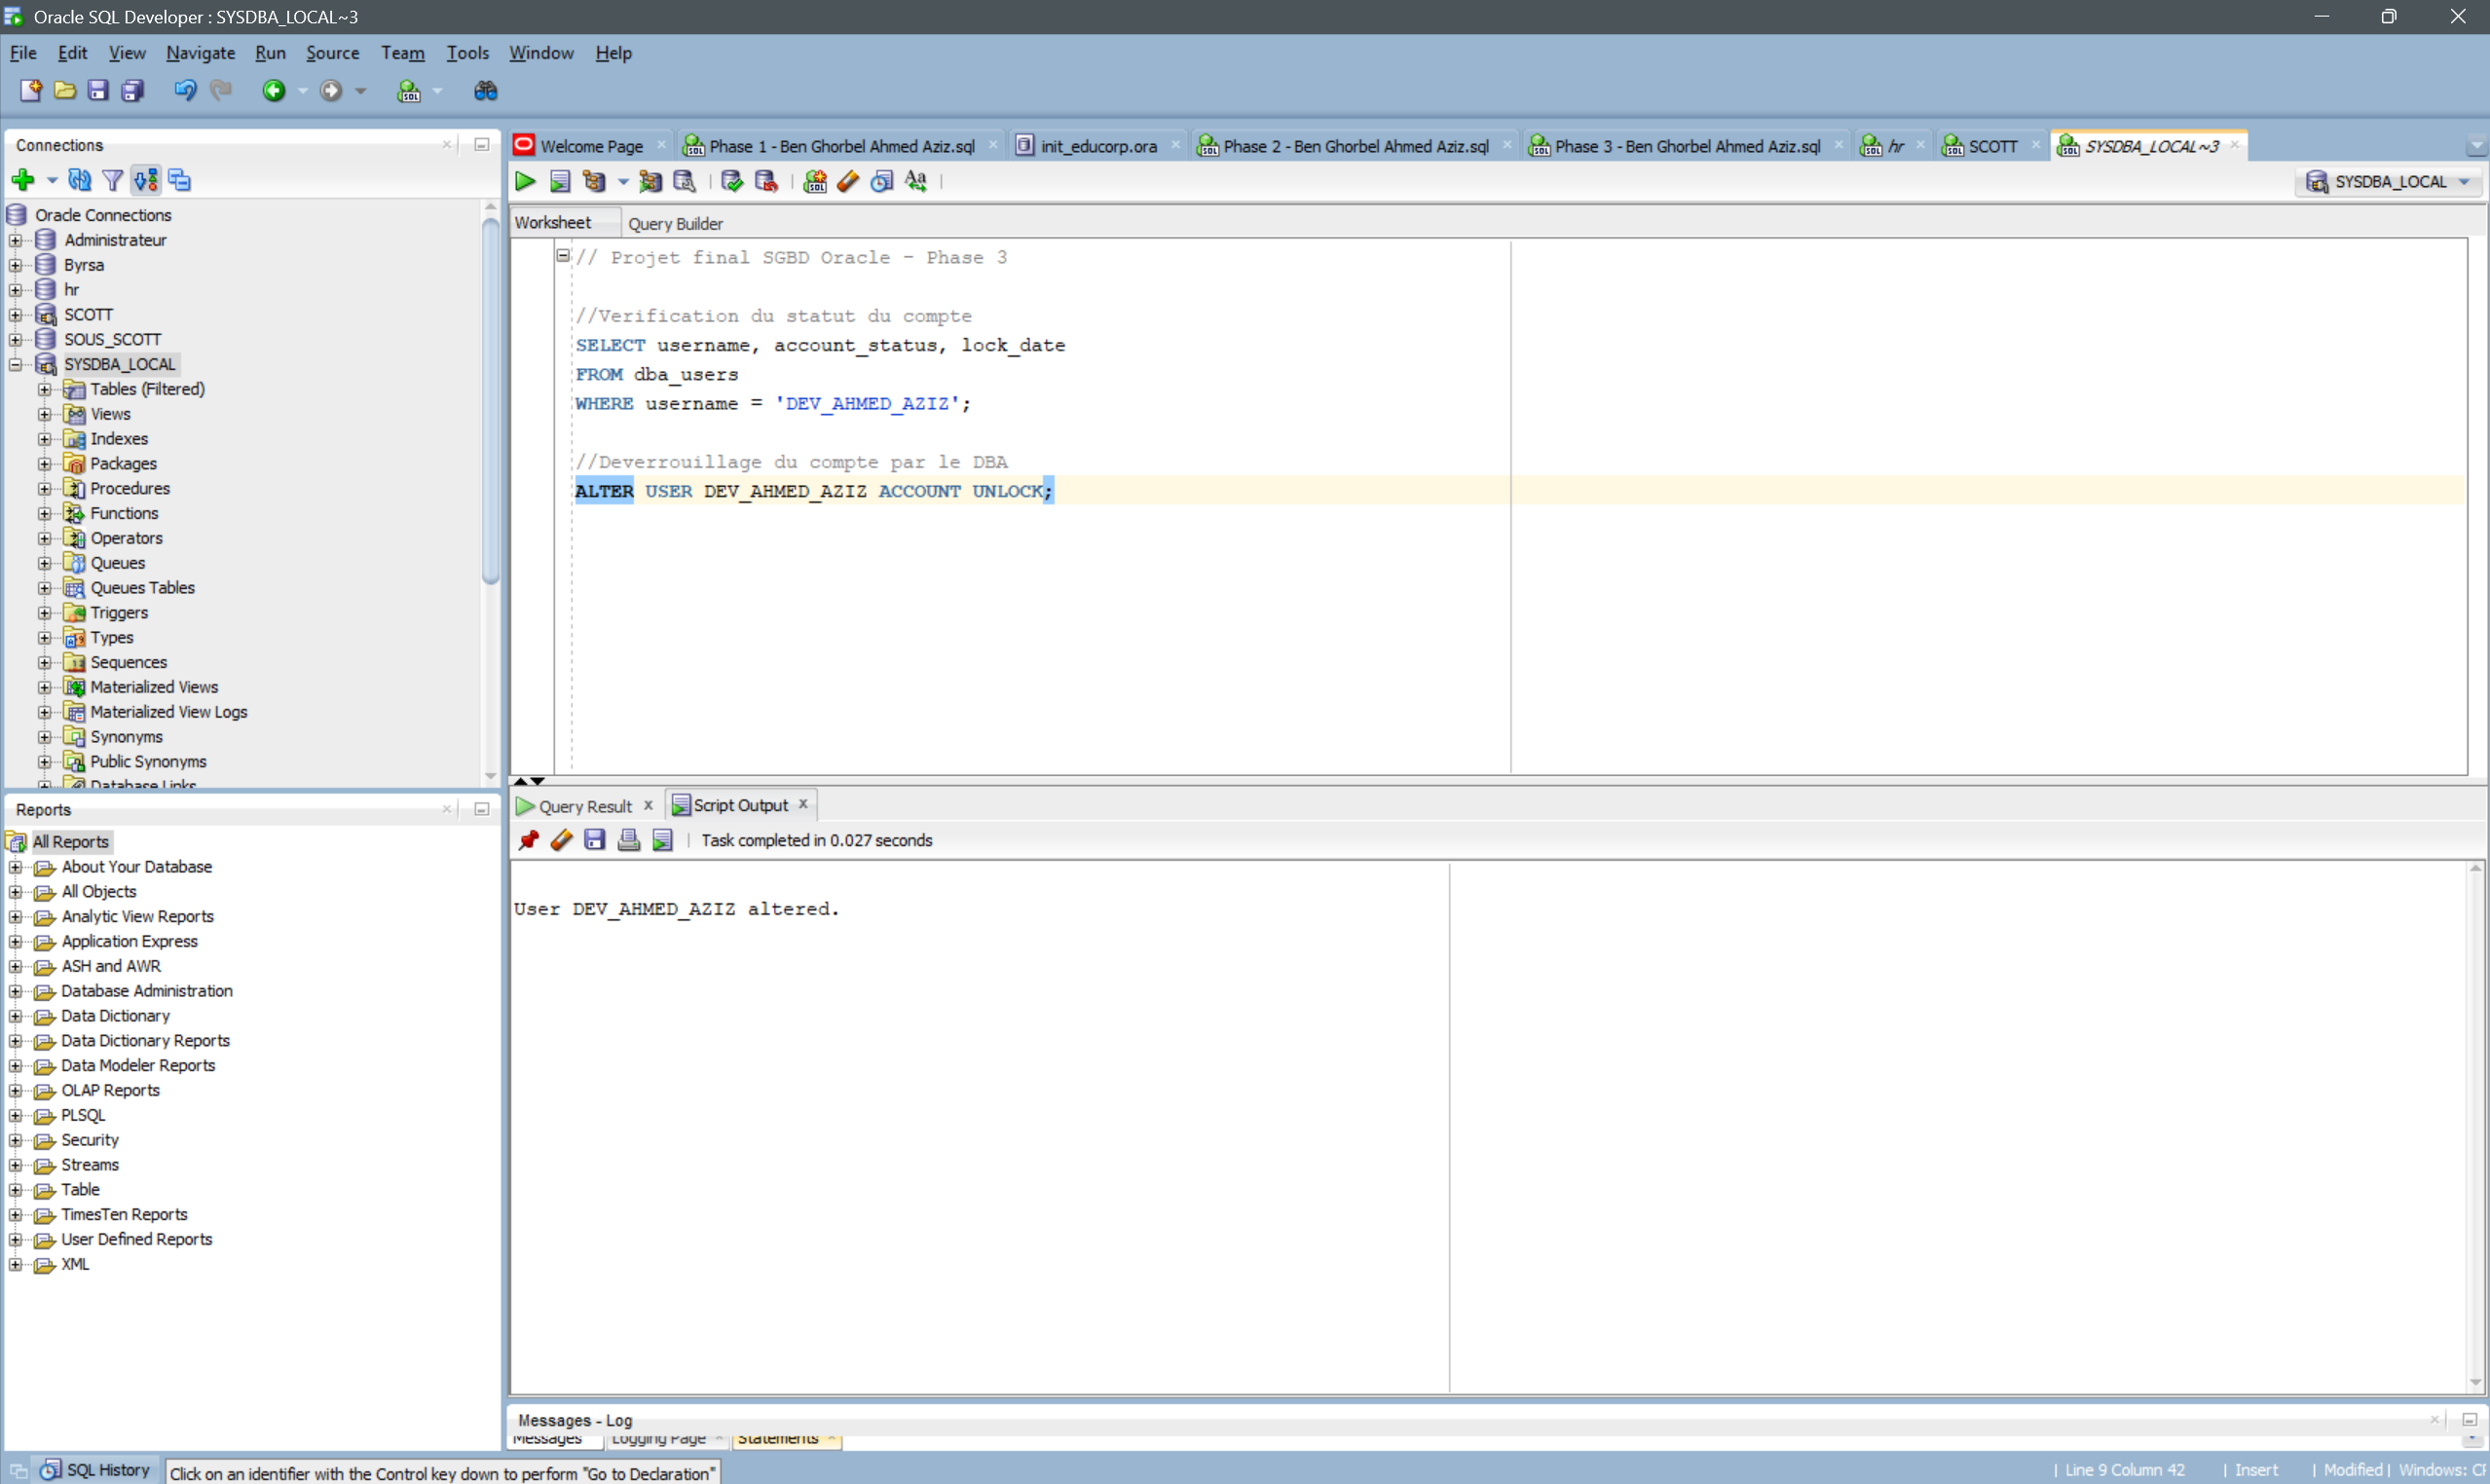 Oracle SQL Developer : SYSDBA_LOCAL~3
File Edit View Navigate Run Source Team Tools Window Help
Connections
Oracle Connections
Administrateur
Byrsa
hr
SCOTT
SOUS_SCOTT
SYSDBA_LOCAL
Tables (Filtered)
Views
Indexes
Packages
Procedures
Functions
Operators
Queues
Queues Tables
Triggers
Types
Sequences
Materialized Views
Materialized View Logs
Synonyms
Public Synonyms
Database Links
Reports
All Reports
About Your Database
All Objects
Analytic View Reports
Application Express
ASH and AWR
Database Administration
Data Dictionary
Data Dictionary Reports
Data Modeler Reports
OLAP Reports
PLSQL
Security
Streams
Table
TimesTen Reports
User Defined Reports
XML
Welcome Page Phase 1 - Ben Ghorbel Ahmed Aziz.sql init_educorp.ora Phase 2 - Ben Ghorbel Ahmed Aziz.sql Phase 3 - Ben Ghorbel Ahmed Aziz.sql hr SCOTT SYSDBA_LOCAL~3
SYSDBA_LOCAL
Worksheet Query Builder
// Projet final SGBD Oracle - Phase 3
//Verification du statut du compte
SELECT username, account_status, lock_date
FROM dba_users
WHERE username = 'DEV_AHMED_AZIZ';
//Deverrouillage du compte par le DBA
ALTER USER DEV_AHMED_AZIZ ACCOUNT UNLOCK;
Query Result x Script Output x
Task completed in 0.027 seconds
User DEV_AHMED_AZIZ altered.
Messages - Log
Messages Logging Page Statements
SQL History Click on an identifier with the Control key down to perform "Go to Declaration"
Line 9 Column 42 | Insert | Modified | Windows: